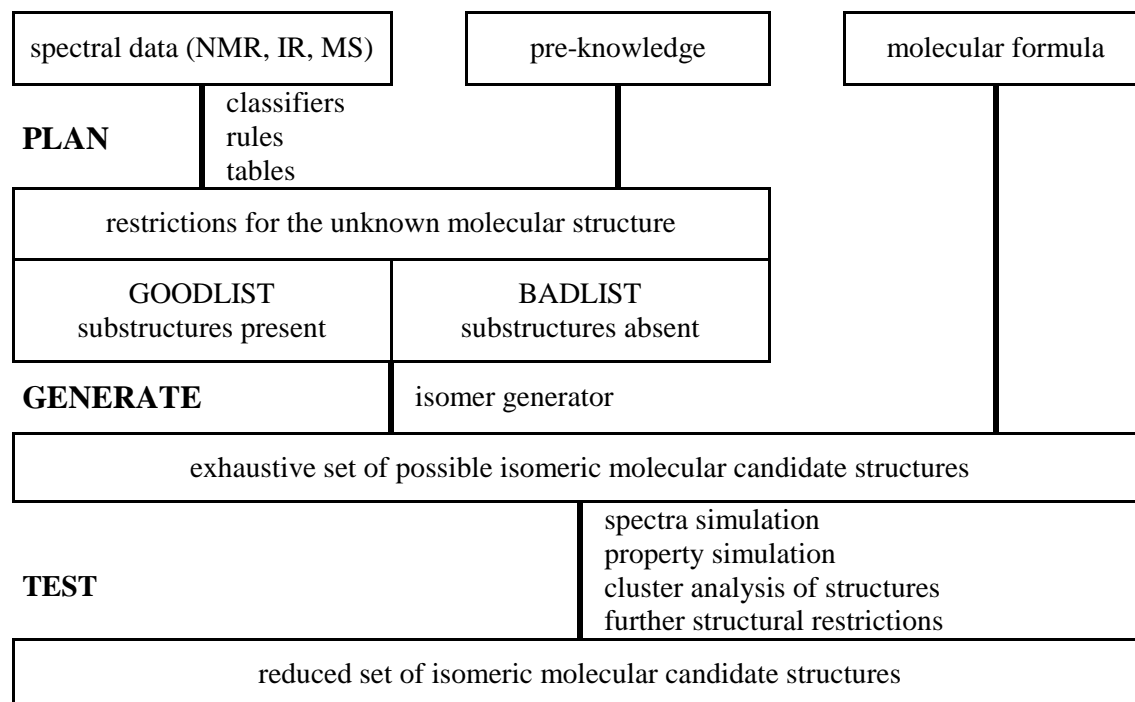 spectral data (NMR, IR, MS)
pre-knowledge
molecular formula
PLAN
classifiers
rules
tables
restrictions for the unknown molecular structure
GOODLIST
substructures present
BADLIST
substructures absent
GENERATE
isomer generator
exhaustive set of possible isomeric molecular candidate structures
TEST
spectra simulation
property simulation
cluster analysis of structures
further structural restrictions
reduced set of isomeric molecular candidate structures